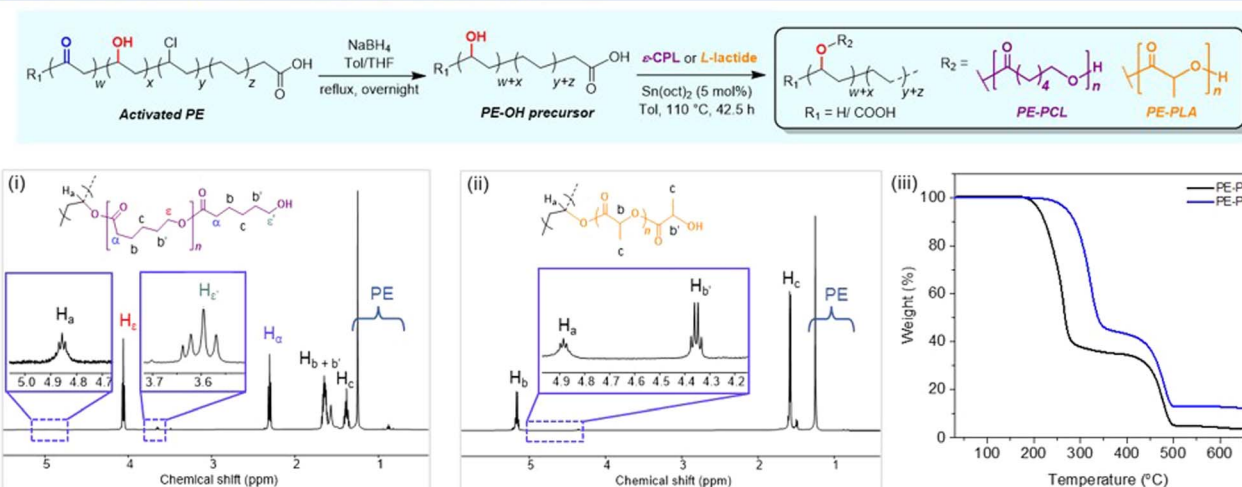 O OH Cl O
R1 w x y z OH
Activated PE
NaBH4
Tol/THF
reflux, overnight
OH O
R1 w+x y+z OH
PE-OH precursor
ε-CPL or L-lactide
Sn(oct)2 (5 mol%)
Tol, 110 °C, 42.5 h
O R2
R1 w+x y+z
R1 = H/ COOH
R2 =
O 4 O H n
PE-PCL
O O H n
PE-PLA
(i)
Ha O O α b c b' ε O n O α b c b' ε' OH
Ha
5.0 4.9 4.8 4.7
Hε
Hε'
3.7 3.6
Hα
Hb + b'
Hc
PE
5 4 3 2 1
Chemical shift (ppm)
(ii)
Ha O O b O n c O b' c OH
Hb
Ha
Hb'
4.9 4.8 4.7 4.6 4.5 4.4 4.3 4.2
Hc
PE
5 4 3 2 1
Chemical shift (ppm)
(iii)
PE-P
PE-P
Weight (%)
100
80
60
40
20
0
100 200 300 400 500 600
Temperature (°C)